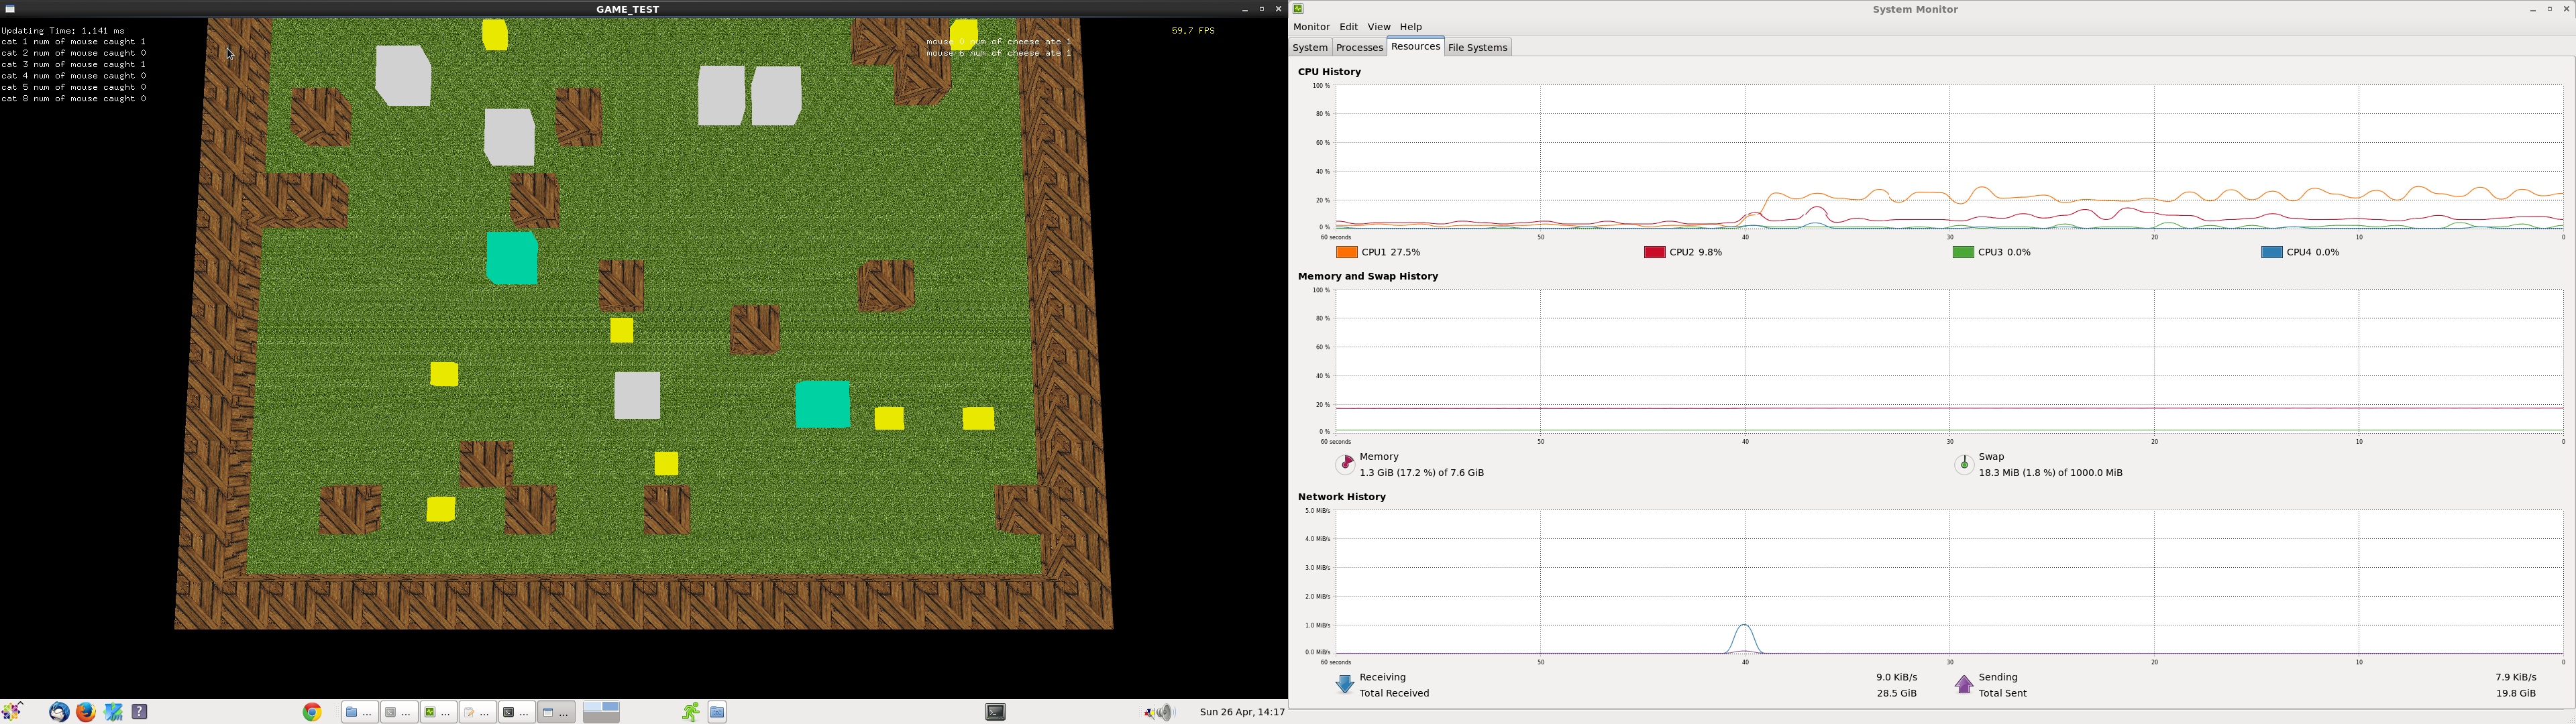 GAME_TEST
Updating Time: 1.141 ms
cat 1 num of mouse caught 1
cat 2 num of mouse caught 0
cat 3 num of mouse caught 1
cat 4 num of mouse caught 0
cat 5 num of mouse caught 0
cat 8 num of mouse caught 0
mouse 0 num of cheese ate 1
mouse 6 num of cheese ate 1
59.7 FPS
... ... ... ... ... ...
Sun 26 Apr, 14:17
System Monitor
Monitor Edit View Help
System Processes Resources File Systems
CPU History
100 %
80 %
60 %
40 %
20 %
0 %
60 seconds 50 40 30 20 10 0
CPU1 27.5% CPU2 9.8% CPU3 0.0% CPU4 0.0%
Memory and Swap History
100 %
80 %
60 %
40 %
20 %
0 %
60 seconds 50 40 30 20 10 0
Memory
1.3 GiB (17.2 %) of 7.6 GiB
Swap
18.3 MiB (1.8 %) of 1000.0 MiB
Network History
5.0 MiB/s
4.0 MiB/s
3.0 MiB/s
2.0 MiB/s
1.0 MiB/s
0.0 MiB/s
60 seconds 50 40 30 20 10 0
Receiving 9.0 KiB/s
Total Received 28.5 GiB
Sending 7.9 KiB/s
Total Sent 19.8 GiB